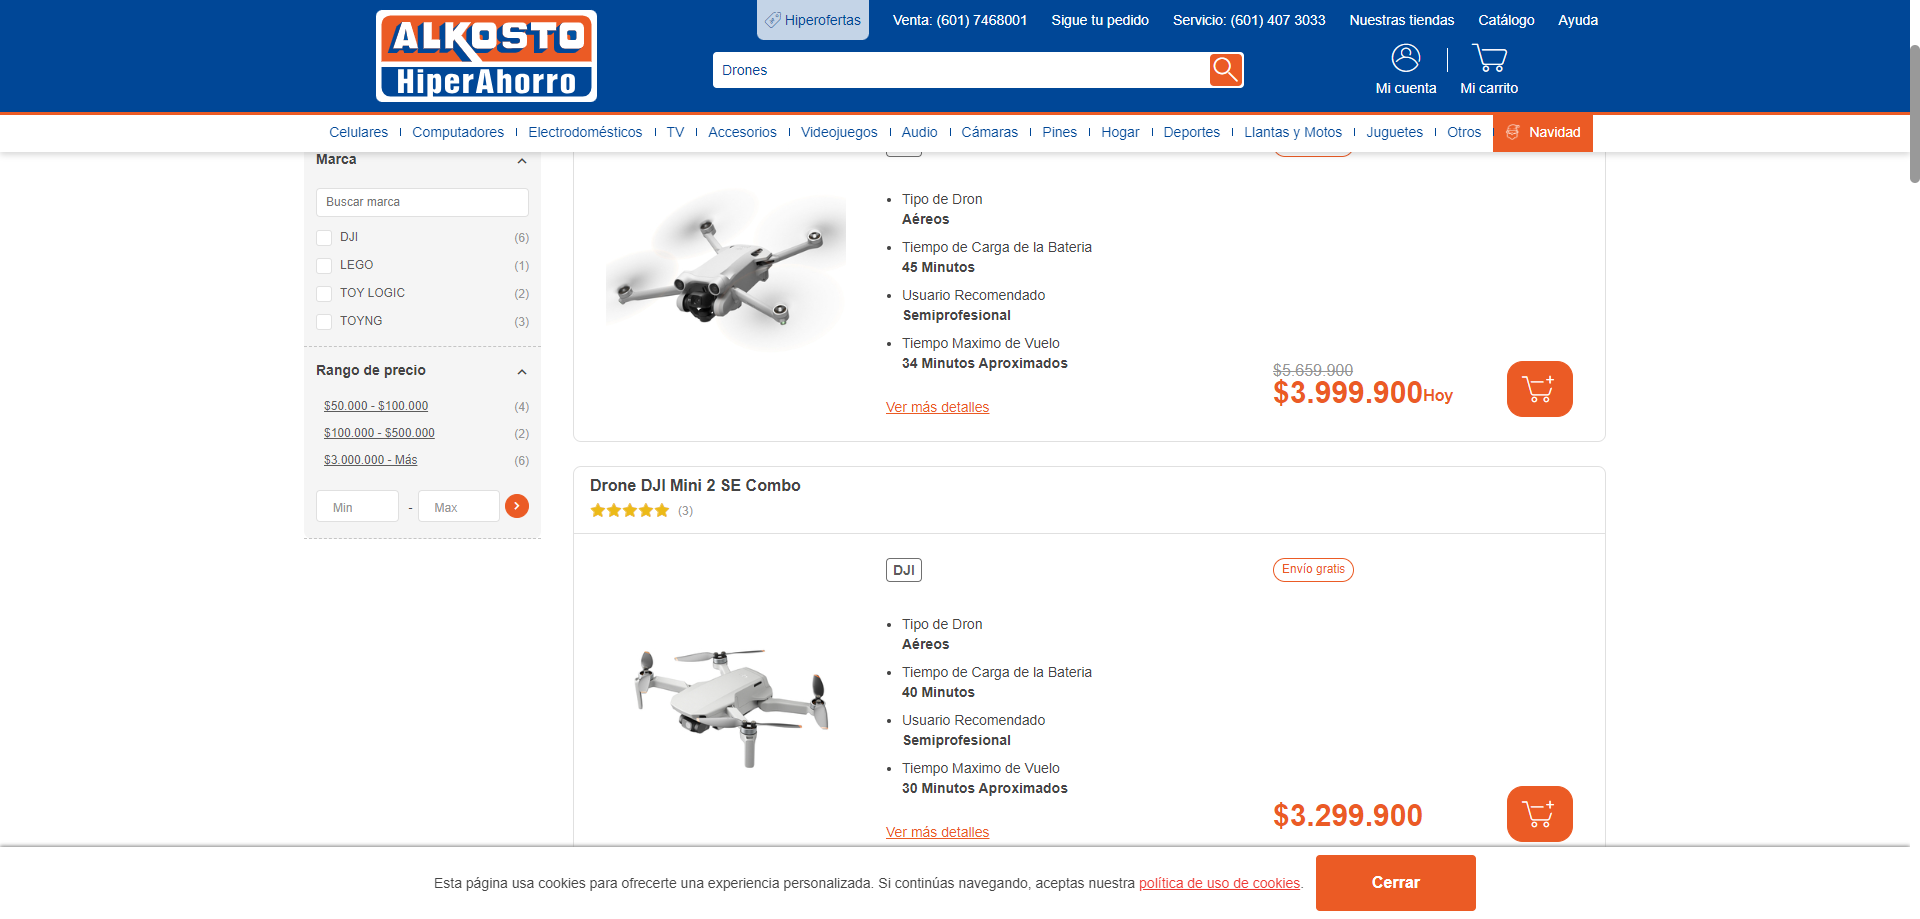 ALKOSTO
HiperAhorro
Hiperofertas
Venta: (601) 7468001
Sigue tu pedido
Servicio: (601) 407 3033
Nuestras tiendas
Catálogo
Ayuda
Drones
Mi cuenta
Mi carrito
Celulares
Computadores
Electrodomésticos
TV
Accesorios
Videojuegos
Audio
Cámaras
Pines
Hogar
Deportes
Llantas y Motos
Juguetes
Otros
Navidad
Marca
Buscar marca
DJI (6)
LEGO (1)
TOY LOGIC (2)
TOYNG (3)
Rango de precio
$50.000 - $100.000 (4)
$100.000 - $500.000 (2)
$3.000.000 - Más (6)
Min - Max
Tipo de Dron
Aéreos
Tiempo de Carga de la Bateria
45 Minutos
Usuario Recomendado
Semiprofesional
Tiempo Maximo de Vuelo
34 Minutos Aproximados
Ver más detalles
$5.659.900
$3.999.900Hoy
Drone DJI Mini 2 SE Combo
(3)
DJI
Envío gratis
Tipo de Dron
Aéreos
Tiempo de Carga de la Bateria
40 Minutos
Usuario Recomendado
Semiprofesional
Tiempo Maximo de Vuelo
30 Minutos Aproximados
Ver más detalles
$3.299.900
Esta página usa cookies para ofrecerte una experiencia personalizada. Si continúas navegando, aceptas nuestra política de uso de cookies.
Cerrar